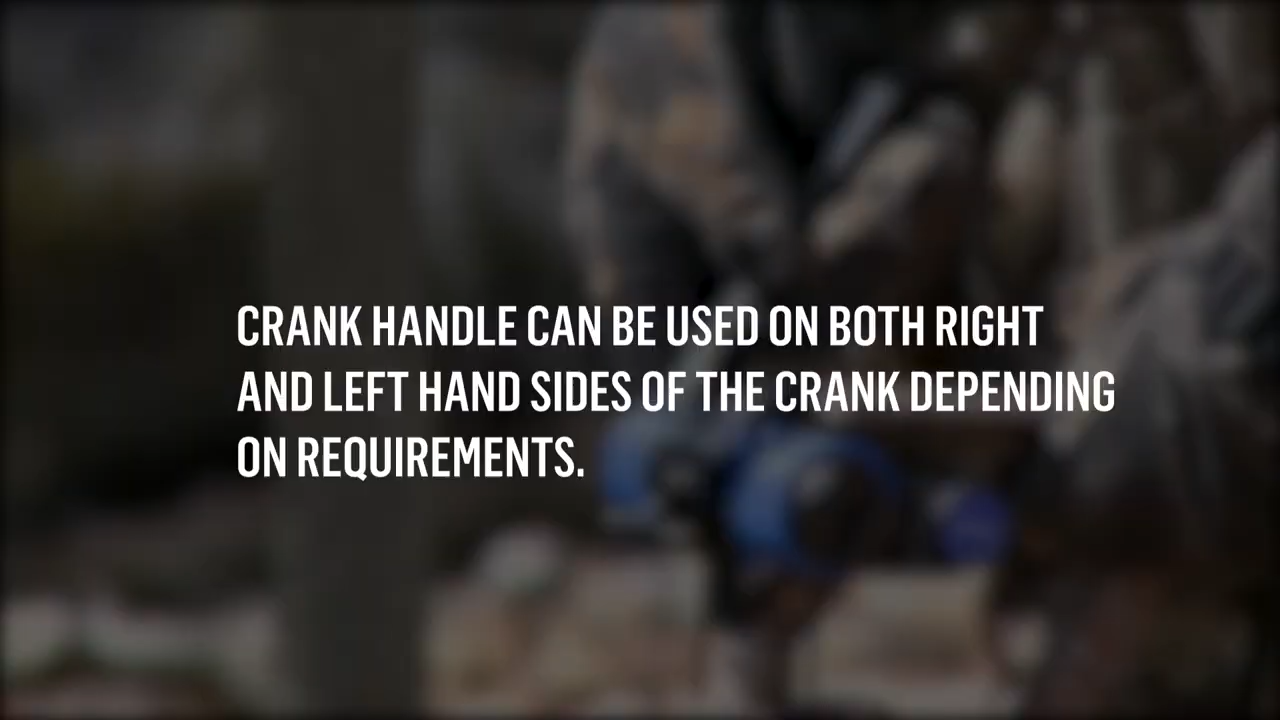 CRANK HANDLE CAN BE USED ON BOTH RIGHT
AND LEFT HAND SIDES OF THE CRANK DEPENDING
ON REQUIREMENTS.